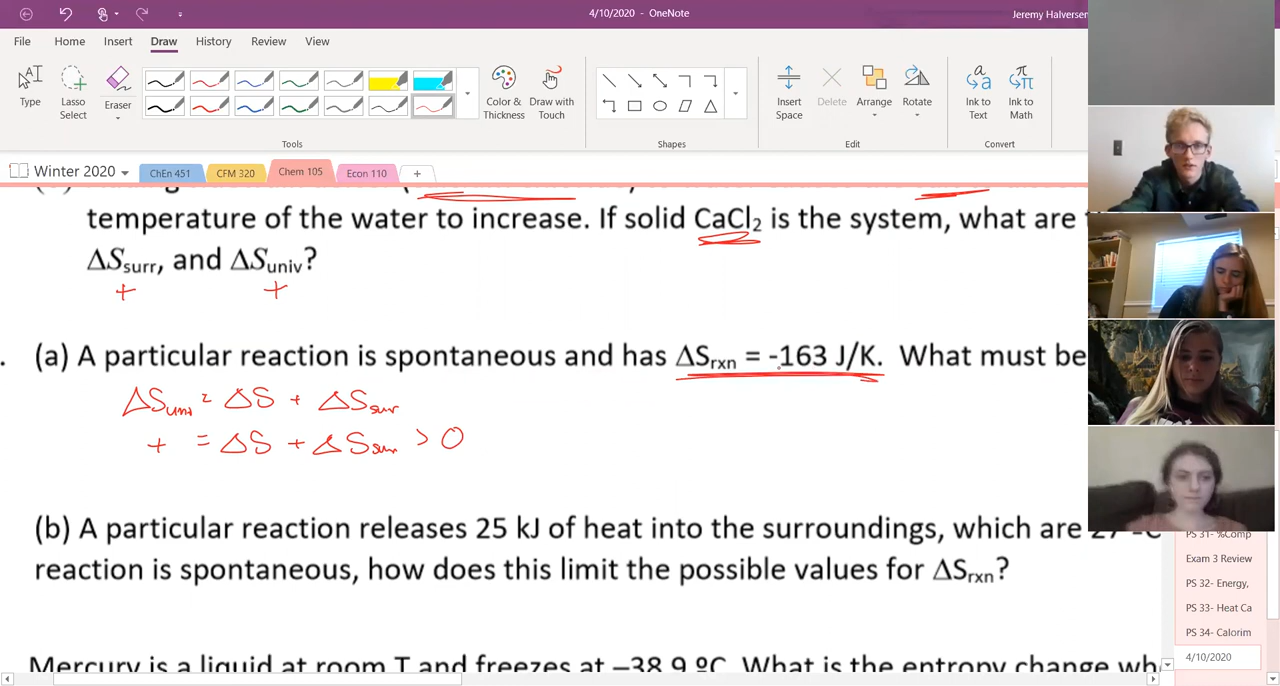 4/10/2020 - OneNote
Jeremy Halversen
File Home Insert Draw History Review View
Type
Lasso Select
Eraser
Color & Thickness
Draw with Touch
Insert Space
Delete
Arrange
Rotate
Ink to Text
Ink to Math
Tools Shapes Edit Convert
Winter 2020 ChEn 451 CFM 320 Chem 105 Econ 110 +
temperature of the water to increase. If solid CaCl₂ is the system, what are
ΔSsurr, and ΔSuniv?
+ +
. (a) A particular reaction is spontaneous and has ΔSrxn = -163 J/K. What must be
ΔSuni = ΔS + ΔSsur
+ = ΔS + ΔSsur > 0
(b) A particular reaction releases 25 kJ of heat into the surroundings, which are 27 ºC
reaction is spontaneous, how does this limit the possible values for ΔSrxn?
Mercury is a liquid at room T and freezes at –38.9 ºC. What is the entropy change
PS 31- %Comp
Exam 3 Review
PS 32- Energy,
PS 33- Heat Ca
PS 34- Calorim
4/10/2020